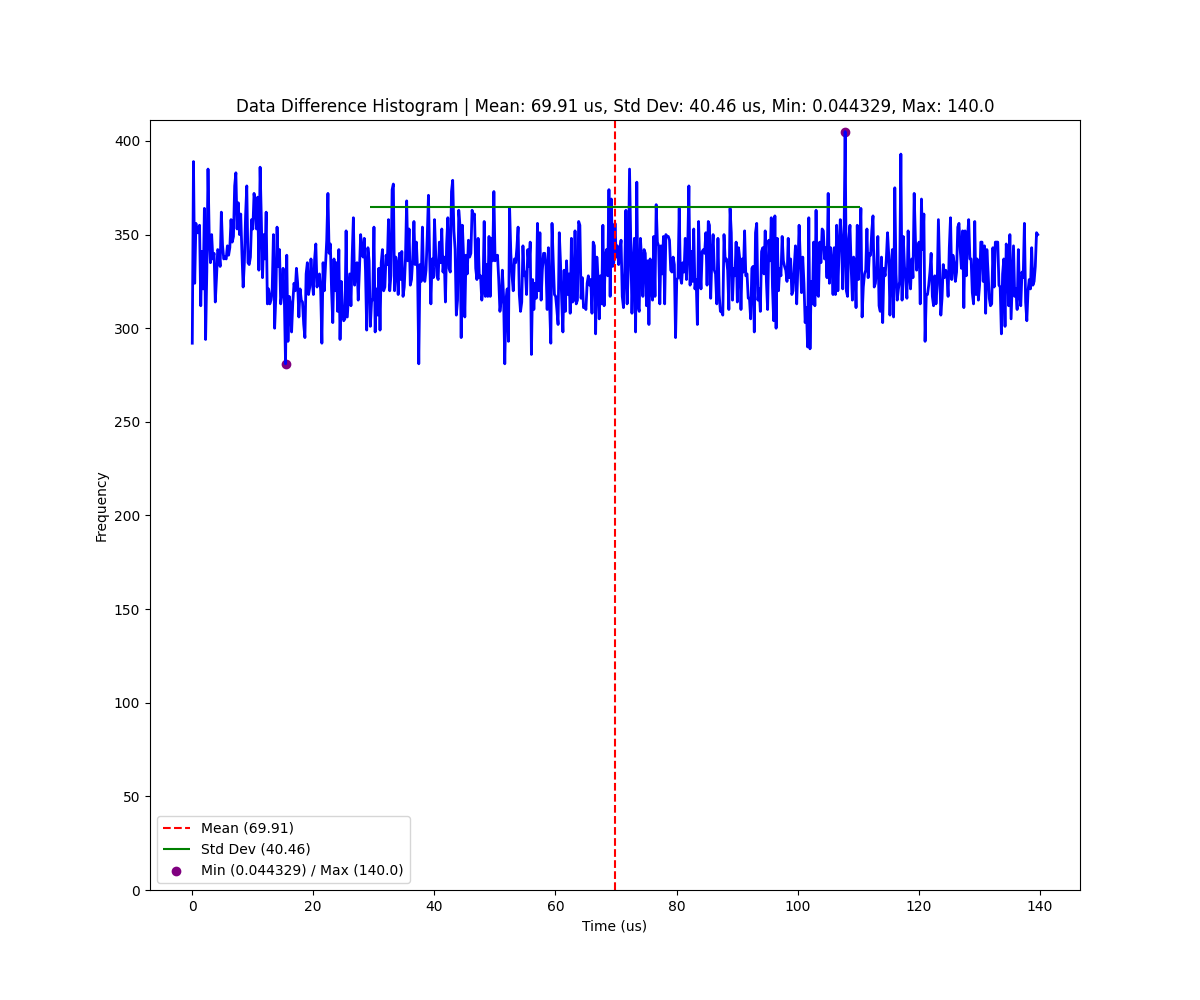 Data Difference Histogram | Mean: 69.91 us, Std Dev: 40.46 us, Min: 0.044329, Max: 140.0
400
350
300
250
200
150
100
50
0
Frequency
Mean (69.91)
Std Dev (40.46)
Min (0.044329) / Max (140.0)
0 20 40 60 80 100 120 140
Time (us)